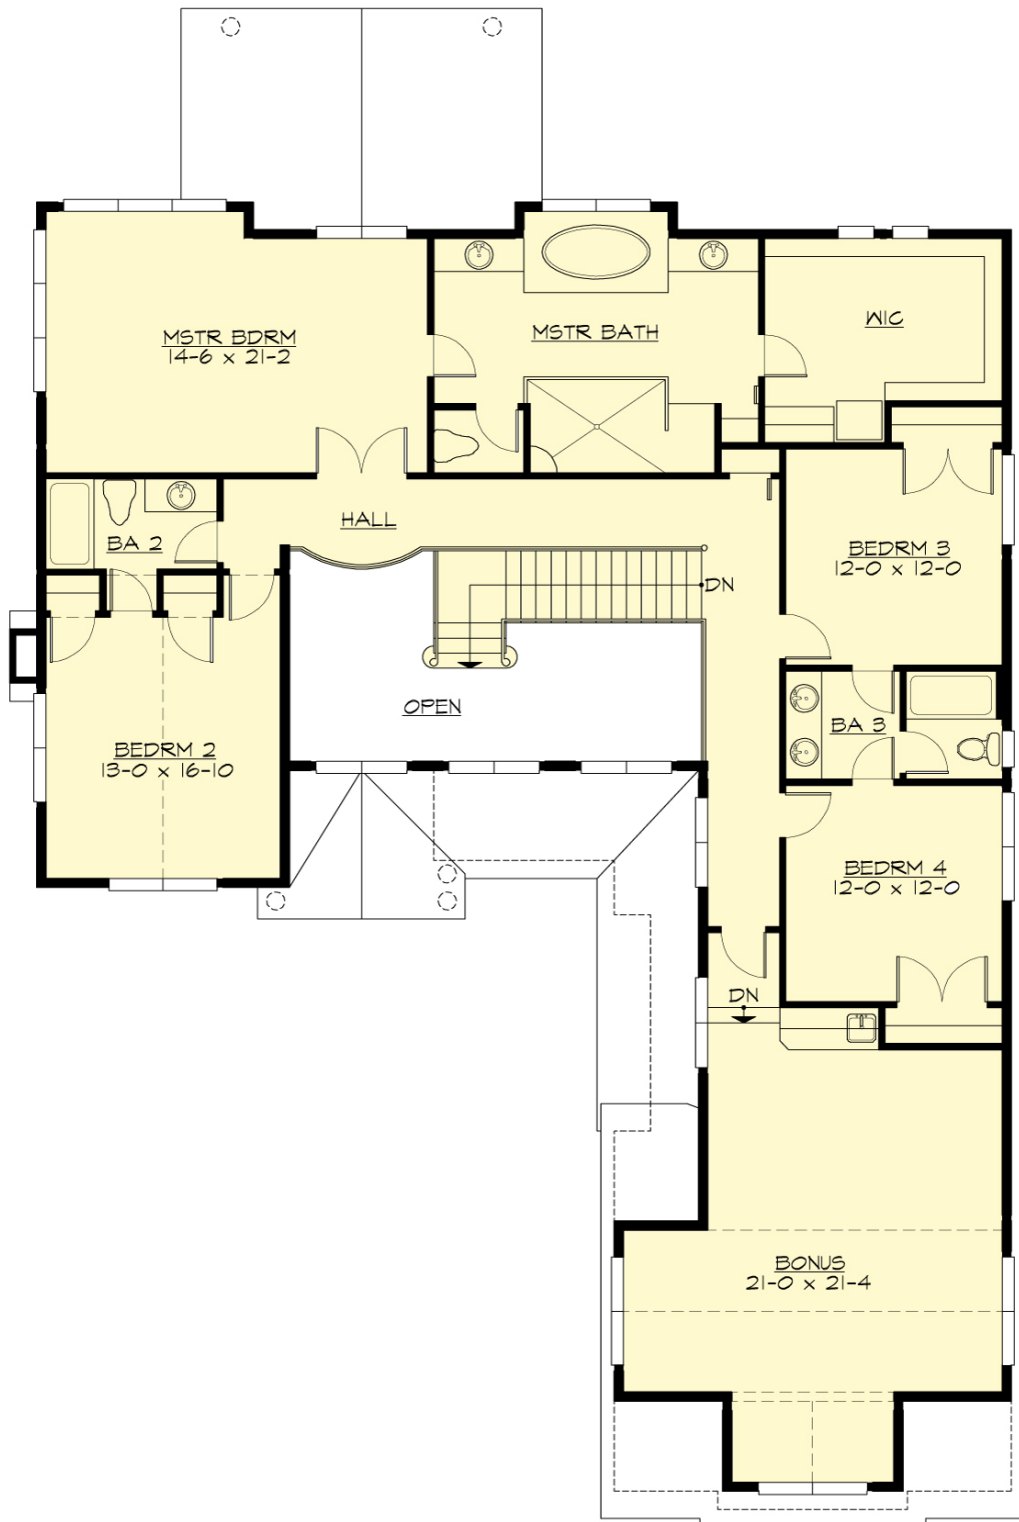 MSTR BDRM
14-6 x 21-2
MSTR BATH
WIC
HALL
BA 2
BEDRM 3
12-0 x 12-0
DN
OPEN
BA 3
BEDRM 2
13-0 x 16-10
BEDRM 4
12-0 x 12-0
DN
BONUS
21-0 x 21-4